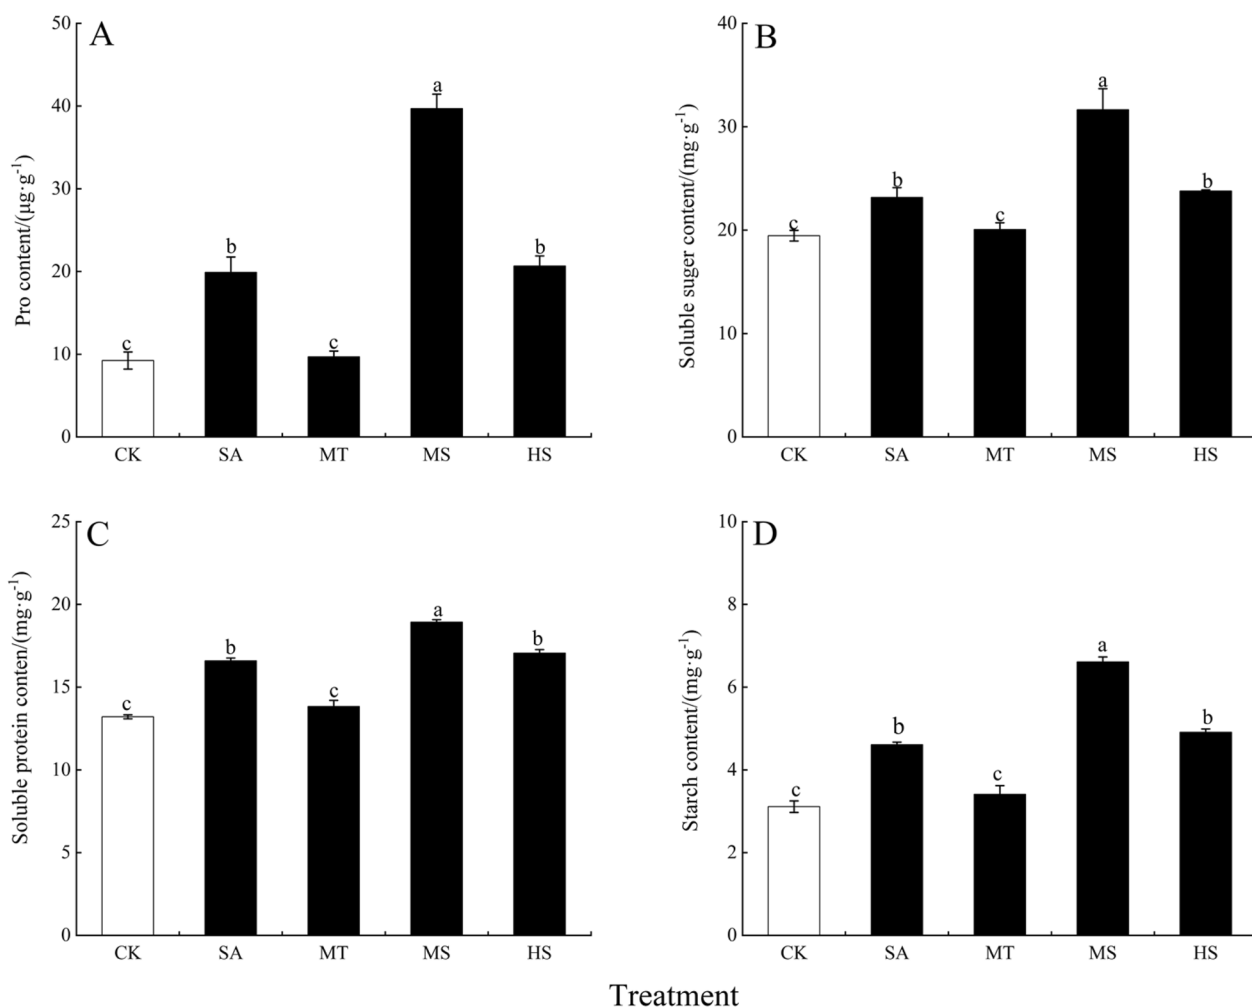 A
Pro content/(μg·g⁻¹)
50
40
30
20
10
0
c
b
c
a
b
CK SA MT MS HS
B
Soluble suger content/(mg·g⁻¹)
40
30
20
10
0
c
b
c
a
b
CK SA MT MS HS
C
Soluble protein conten/(mg·g⁻¹)
25
20
15
10
5
0
c
b
c
a
b
CK SA MT MS HS
D
Starch content/(mg·g⁻¹)
10
8
6
4
2
0
c
b
c
a
b
CK SA MT MS HS
Treatment